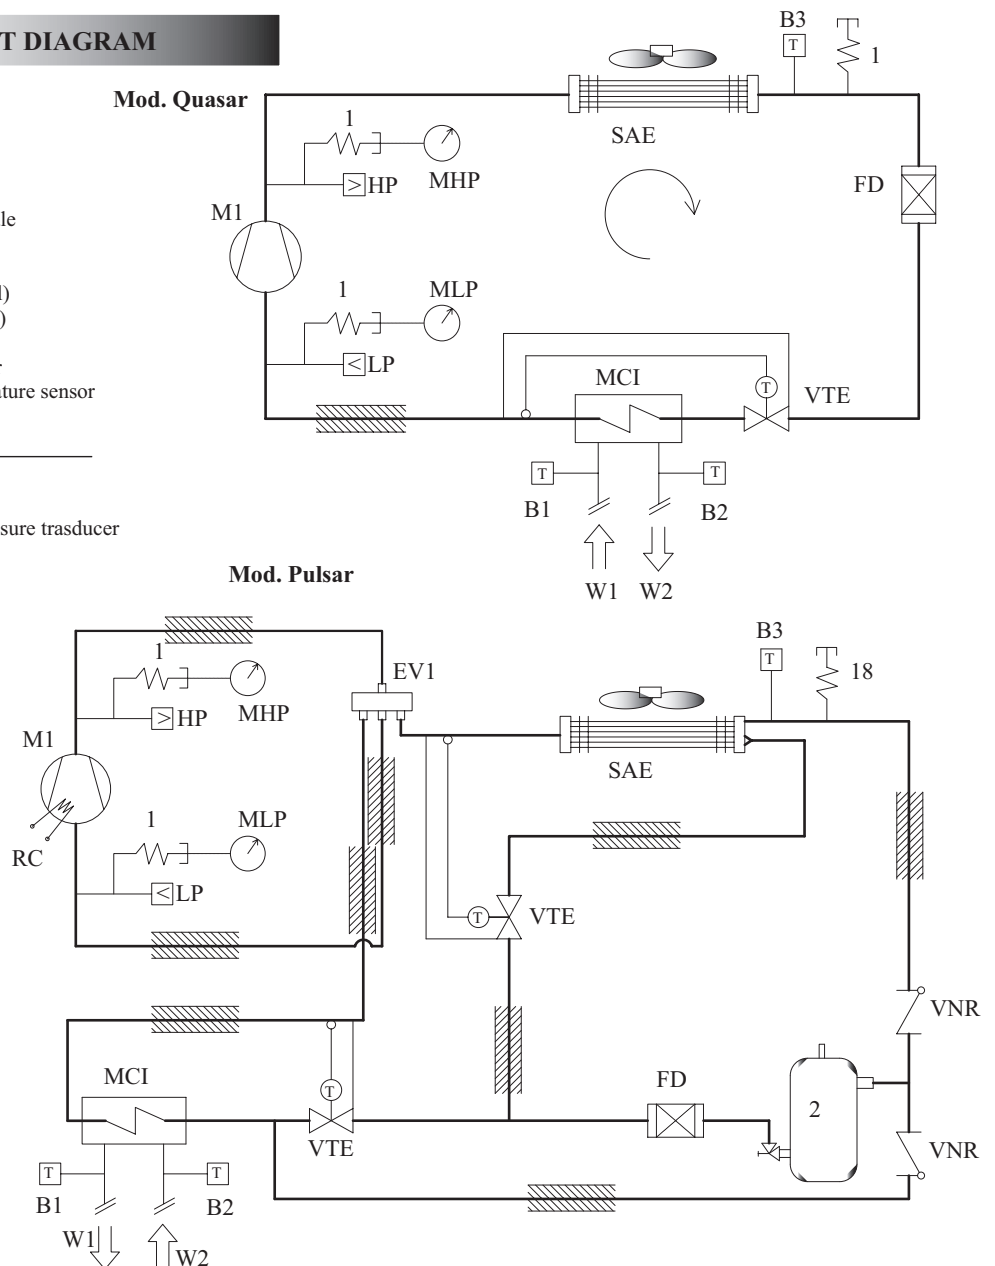 T DIAGRAM
Mod. Quasar
B3
T
1
SAE
1
HP
MHP
>
FD
M1
le
1
MLP
l)
)
LP
<
ature sensor
MCI
T
VTE
T
T
B1
B2
sure trasducer
W1
W2
Mod. Pulsar
B3
T
18
1
EV1
>
HP
MHP
M1
SAE
1
MLP
RC
<
LP
T
VTE
VNR
MCI
T
FD
2
VTE
VNR
T
T
B1
B2
W1
W2